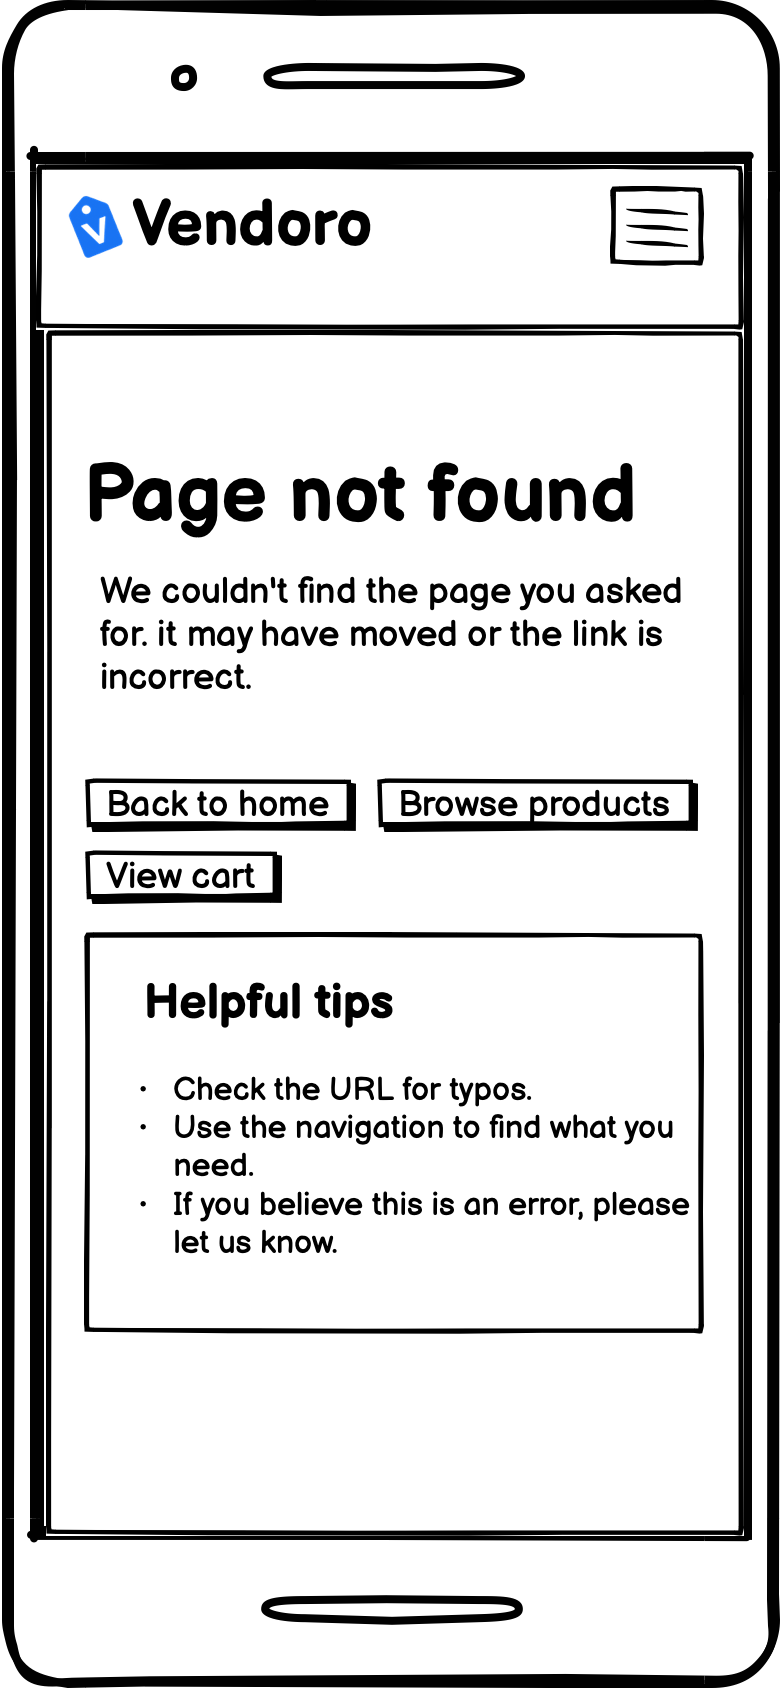 Vendoro
Page not found
We couldn't find the page you asked
for. it may have moved or the link is
incorrect.
Back to home
Browse products
View cart
Helpful tips
· Check the URL for typos.
· Use the navigation to find what you
need.
· If you believe this is an error, please
let us know.